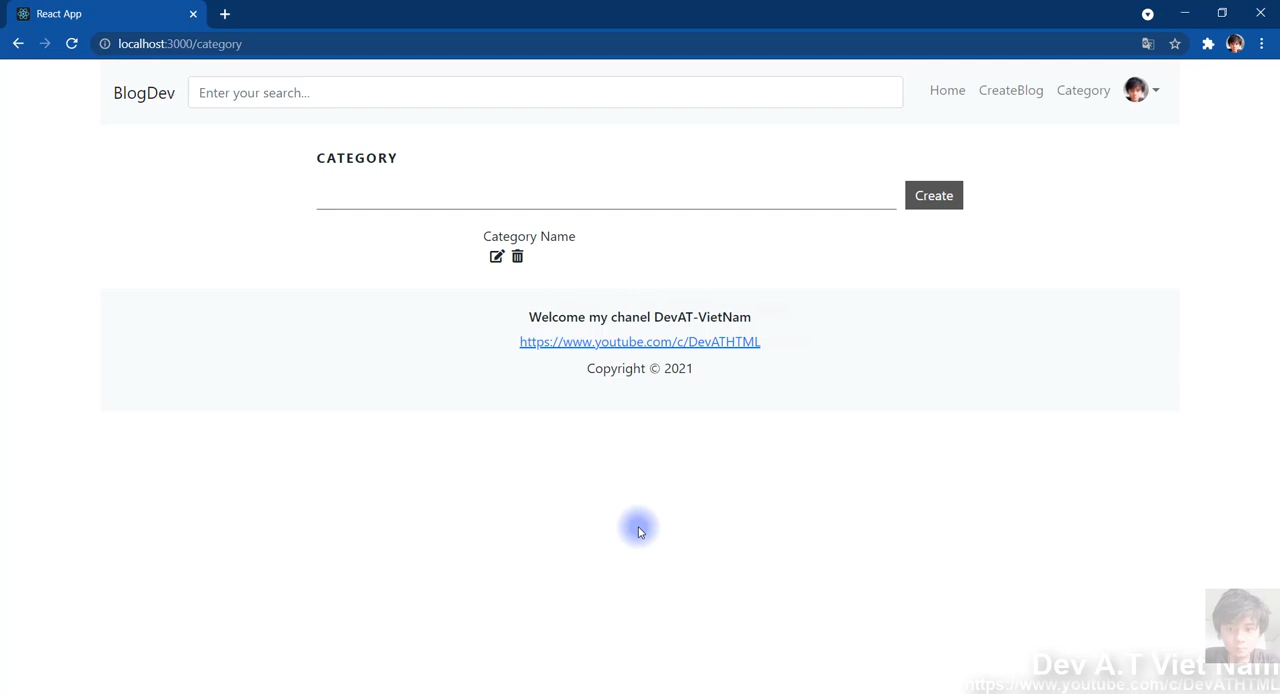 React App
localhost:3000/category
BlogDev
Enter your search...
Home CreateBlog Category
CATEGORY
Create
Category Name
Welcome my chanel DevAT-VietNam
https://www.youtube.com/c/DevATHTML
Copyright © 2021
Dev A.T Viet Nam
https://www.youtube.com/c/DevATHTML